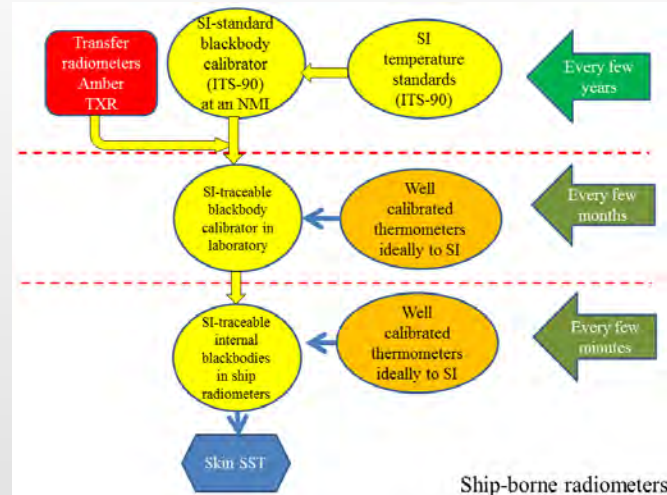 Transfer
radiometers
Amber
TXR
SI-standard
blackbody
calibrator
(ITS-90)
at an NMI
SI
temperature
standards
(ITS-90)
Every few
years
SI-traceable
blackbody
calibrator in
laboratory
Well
calibrated
thermometers
ideally to SI
Every few
months
SI-traceable
internal
blackbodies
in ship
radiometers
Well
calibrated
thermometers
ideally to SI
Every few
minutes
Skin SST
Ship-borne radiometers